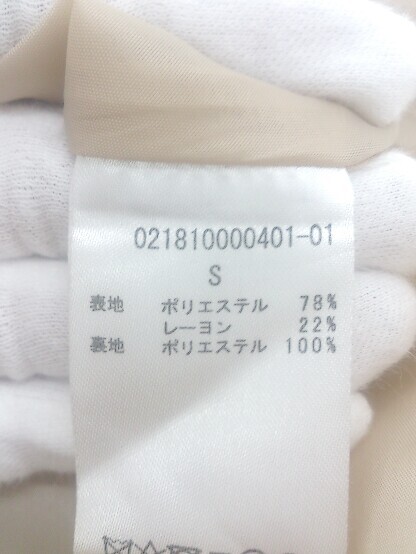 021810000401-01
S
表地 ポリエステル 78%
レーヨン 22%
裏地 ポリエステル 100%